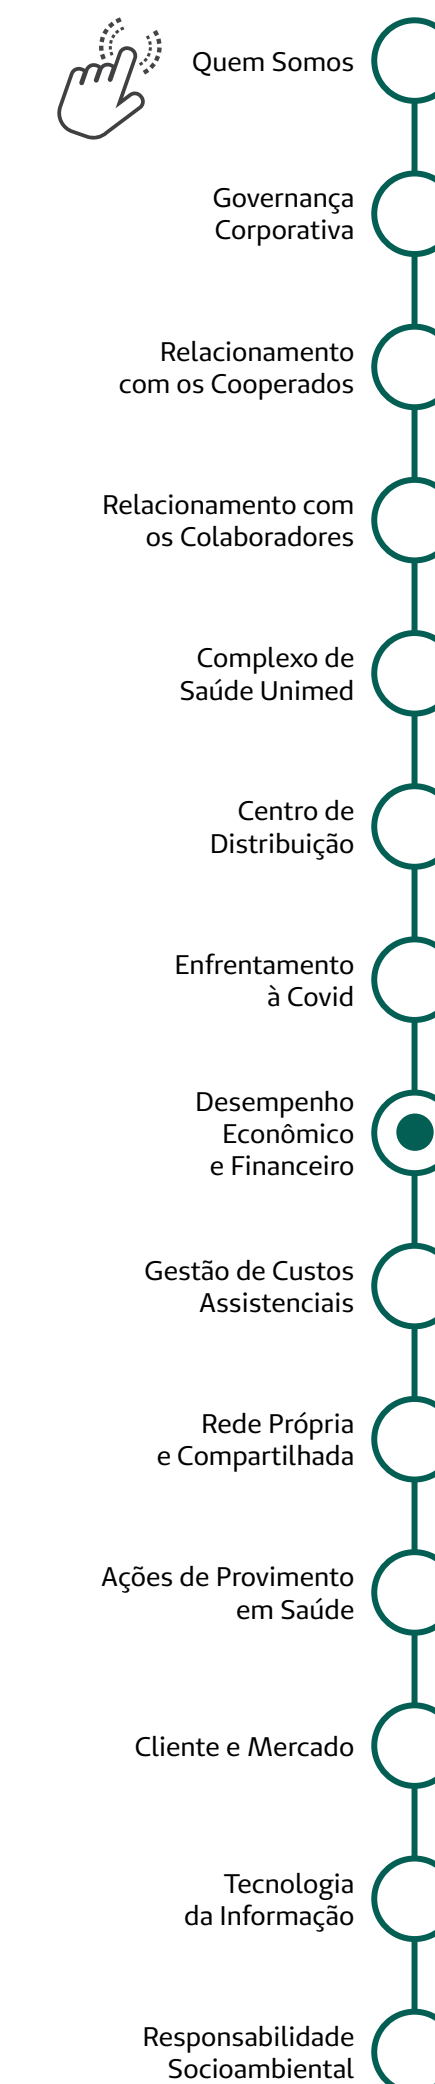 Quem Somos
Governança
Corporativa
Relacionamento
com os Cooperados
Relacionamento com
os Colaboradores
Complexo de
Saúde Unimed
Centro de
Distribuição
Enfrentamento
à Covid
Desempenho
Econômico
e Financeiro
Gestão de Custos
Assistenciais
Rede Própria
e Compartilhada
Ações de Provimento
em Saúde
Cliente e Mercado
Tecnologia
da Informação
Responsabilidade
Socioambiental